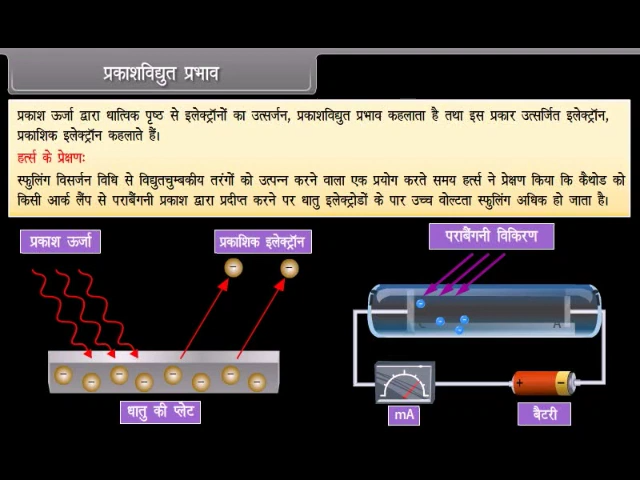 प्रकाशविद्युत प्रभाव
प्रकाश ऊर्जा द्वारा धात्विक पृष्ठ से इलेक्ट्रॉनों का उत्सर्जन, प्रकाशविद्युत प्रभाव कहलाता है तथा इस प्रकार उत्सर्जित इलेक्ट्रॉन,
प्रकाशिक इलेक्ट्रॉन कहलाते हैं।
हर्त्स के प्रेक्षणः
स्फुलिंग विसर्जन विधि से विद्युतचुम्बकीय तरंगों को उत्पन्न करने वाला एक प्रयोग करते समय हर्त्स ने प्रेक्षण किया कि कैथोड को
किसी आर्क लैंप से पराबैंगनी प्रकाश द्वारा प्रदीप्त करने पर धातु इलेक्ट्रोडों के पार उच्च वोल्टता स्फुलिंग अधिक हो जाता है।
प्रकाश ऊर्जा
प्रकाशिक इलेक्ट्रॉन
पराबैंगनी विकिरण
C
A
धातु की प्लेट
mA
+ −
बैटरी